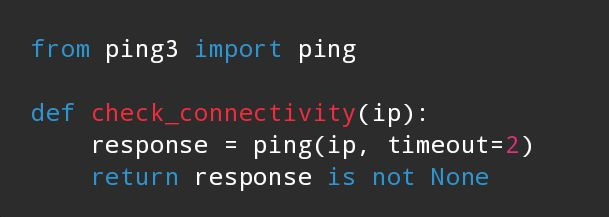 from ping3 import ping

def check_connectivity(ip):
    response = ping(ip, timeout=2)
    return response is not None